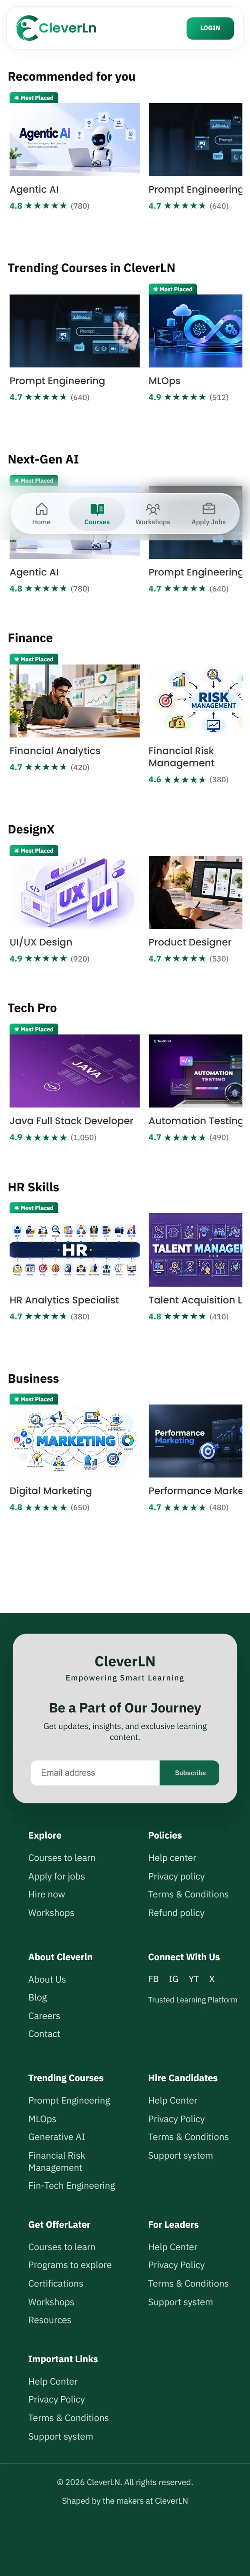 CleverLn
LOGIN
Recommended for you
Most Placed
Agentic AI
Agentic AI
4.8 ★★★★★ (780)
Prompt Engineering
4.7 ★★★★★ (640)
Trending Courses in CleverLN
Prompt
Prompt Engineering
4.7 ★★★★★ (640)
Most Placed
MLOps
4.9 ★★★★★ (512)
Next-Gen AI
Most Placed
Home
Courses
Workshops
Apply Jobs
Agentic AI
4.8 ★★★★★ (780)
Prompt Engineering
4.7 ★★★★★ (640)
Finance
Most Placed
Financial Analytics
4.7 ★★★★★ (420)
RISK
MANAGEMENT
Financial Risk
Management
4.6 ★★★★★ (380)
DesignX
Most Placed
UX UI
UI/UX Design
4.9 ★★★★★ (920)
Product Designer
4.7 ★★★★★ (530)
Tech Pro
Most Placed
JAVA
Java Full Stack Developer
4.9 ★★★★★ (1,050)
AUTOMATION
TESTING
Automation Testing
4.7 ★★★★★ (490)
HR Skills
Most Placed
HR
HR Analytics Specialist
4.7 ★★★★★ (380)
TALENT MANAGEM
Talent Acquisition L
4.8 ★★★★★ (410)
Business
Most Placed
MARKETING
Digital Marketing
4.8 ★★★★★ (650)
Performance
Marketing
Performance Marke
4.7 ★★★★★ (480)
CleverLN
Empowering Smart Learning
Be a Part of Our Journey
Get updates, insights, and exclusive learning
content.
Email address
Subscribe
Explore
Courses to learn
Apply for jobs
Hire now
Workshops
Policies
Help center
Privacy policy
Terms & Conditions
Refund policy
About Cleverln
About Us
Blog
Careers
Contact
Connect With Us
FB IG YT X
Trusted Learning Platform
Trending Courses
Prompt Engineering
MLOps
Generative AI
Financial Risk
Management
Fin-Tech Engineering
Hire Candidates
Help Center
Privacy Policy
Terms & Conditions
Support system
Get OfferLater
Courses to learn
Programs to explore
Certifications
Workshops
Resources
For Leaders
Help Center
Privacy Policy
Terms & Conditions
Support system
Important Links
Help Center
Privacy Policy
Terms & Conditions
Support system
© 2026 CleverLN. All rights reserved.
Shaped by the makers at CleverLN